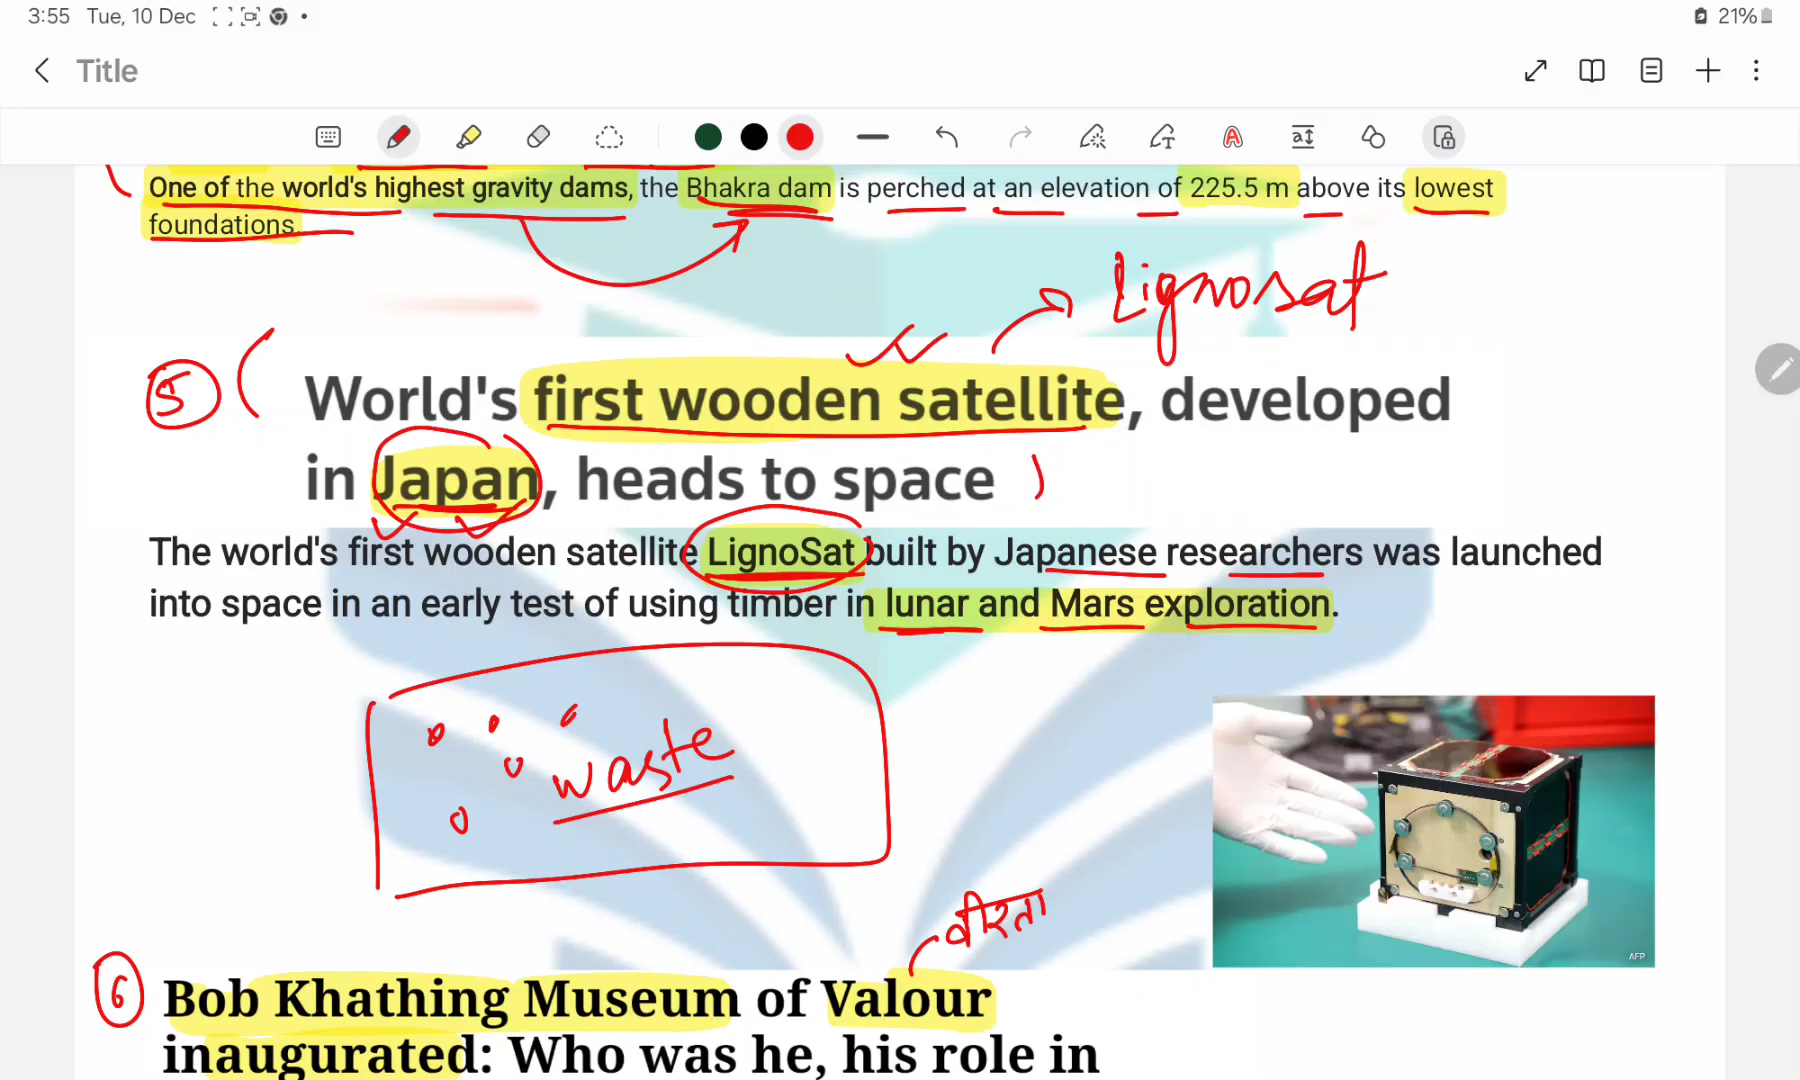 3:55 Tue, 10 Dec 21%
Title
One of the world's highest gravity dams, the Bhakra dam is perched at an elevation of 225.5 m above its lowest
foundations.
Lignosat
5
World's first wooden satellite, developed
in Japan, heads to space
The world's first wooden satellite LignoSat built by Japanese researchers was launched
into space in an early test of using timber in lunar and Mars exploration.
waste
AFP
वीरता
6
Bob Khathing Museum of Valour
inaugurated: Who was he, his role in